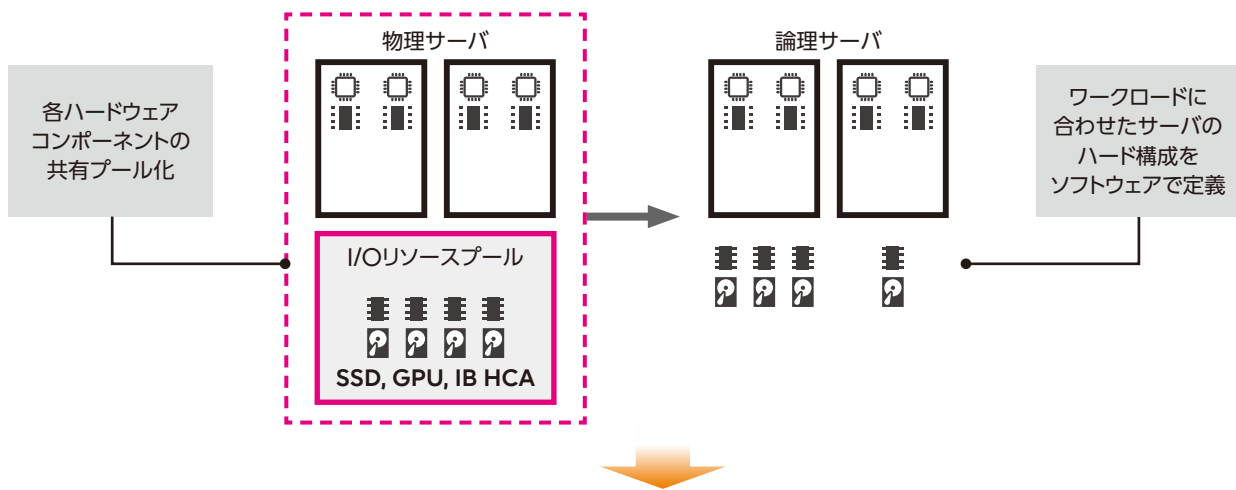 物理サーバ
論理サーバ
各ハードウェア
コンポーネントの
共有プール化
ワークロードに
合わせたサーバの
ハード構成を
ソフトウェアで定義
I/Oリソースプール
SSD, GPU, IB HCA